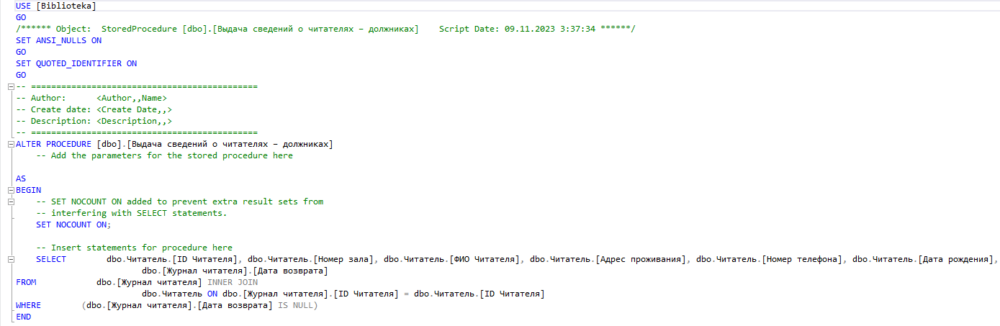 USE [Biblioteka]
GO
/****** Object:  StoredProcedure [dbo].[Выдача сведений о читателях – должниках]    Script Date: 09.11.2023 3:37:34 ******/
SET ANSI_NULLS ON
GO
SET QUOTED_IDENTIFIER ON
GO
-- =============================================
-- Author:      <Author,,Name>
-- Create date: <Create Date,,>
-- Description: <Description,,>
-- =============================================
ALTER PROCEDURE [dbo].[Выдача сведений о читателях – должниках]
    -- Add the parameters for the stored procedure here
AS
BEGIN
    -- SET NOCOUNT ON added to prevent extra result sets from
    -- interfering with SELECT statements.
    SET NOCOUNT ON;
    -- Insert statements for procedure here
    SELECT        dbo.Читатель.[ID Читателя], dbo.Читатель.[Номер зала], dbo.Читатель.[ФИО Читателя], dbo.Читатель.[Адрес проживания], dbo.Читатель.[Номер телефона], dbo.Читатель.[Дата рождения],
                         dbo.[Журнал читателя].[Дата возврата]
FROM            dbo.[Журнал читателя] INNER JOIN
                         dbo.Читатель ON dbo.[Журнал читателя].[ID Читателя] = dbo.Читатель.[ID Читателя]
WHERE        (dbo.[Журнал читателя].[Дата возврата] IS NULL)
END